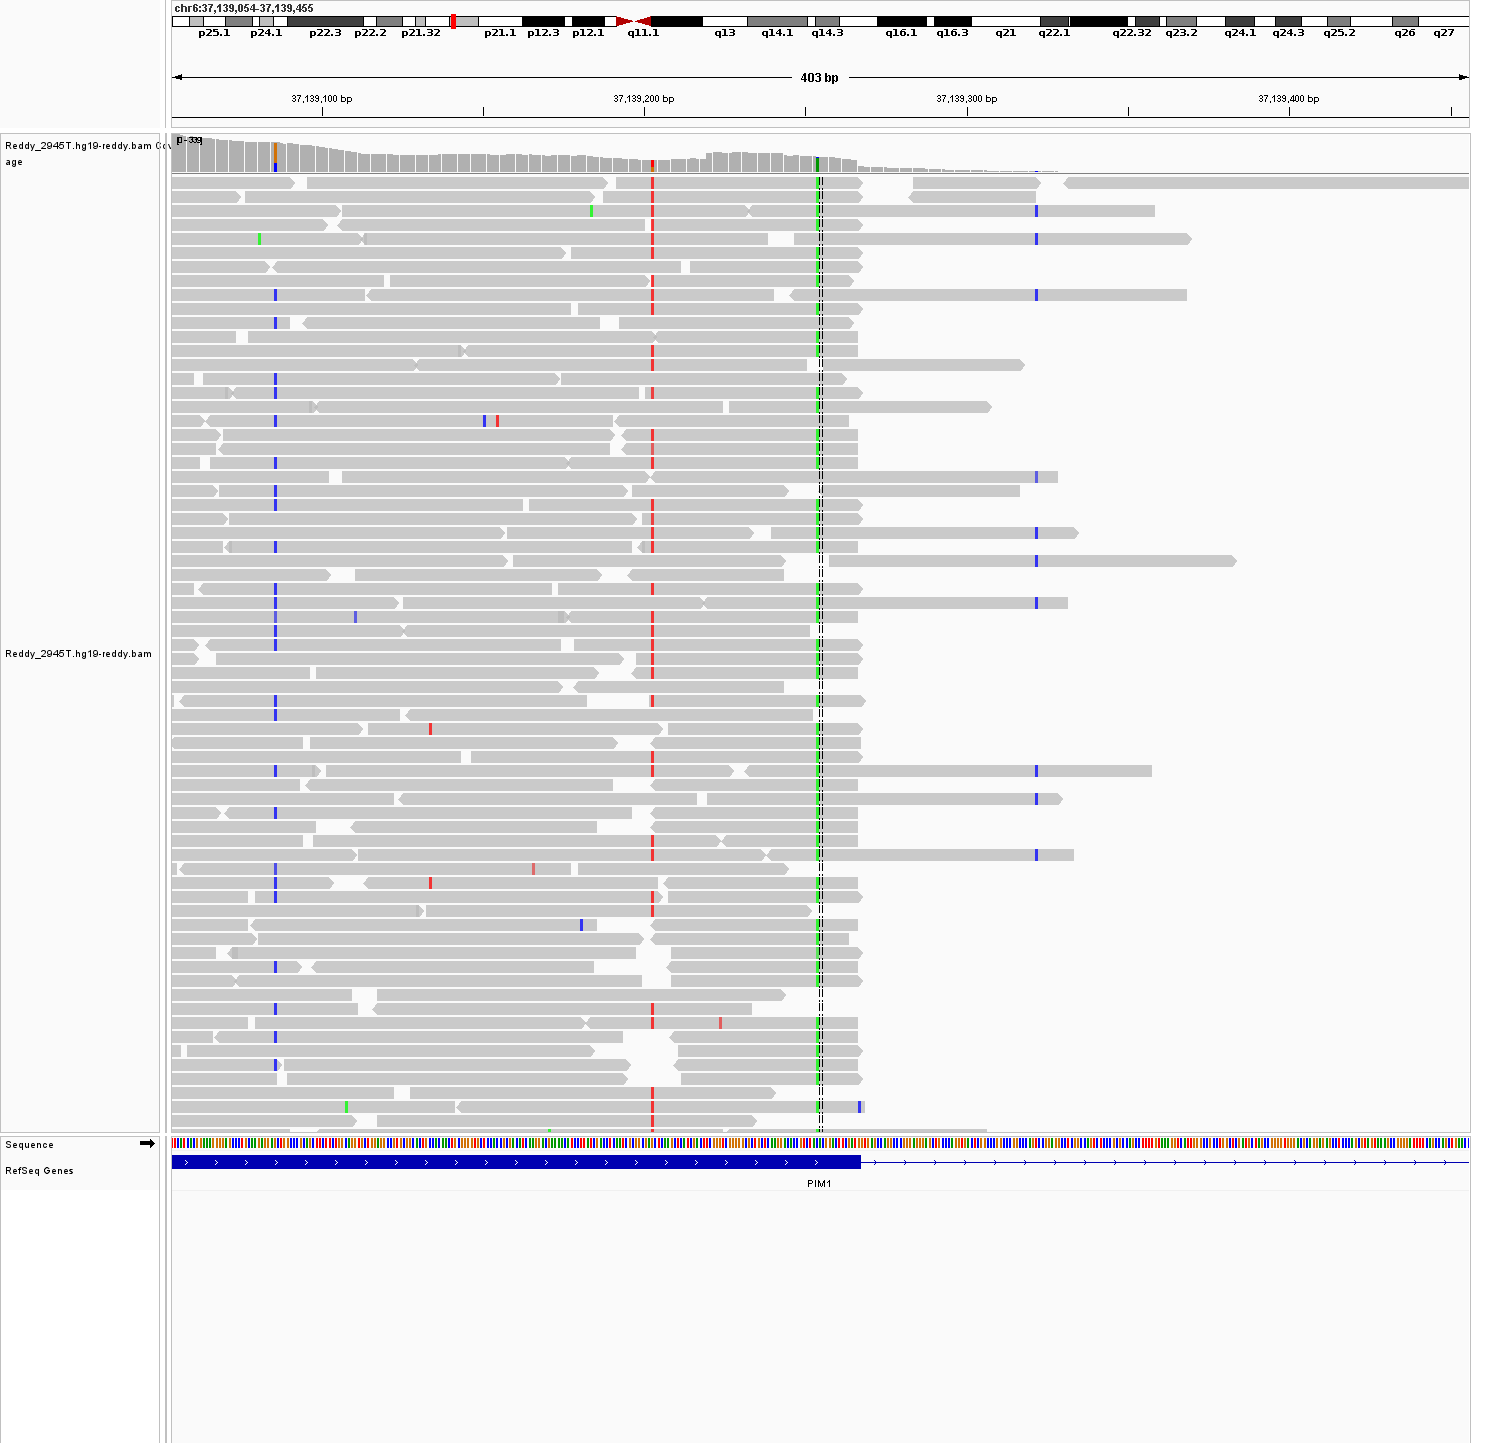 chr6:37,139,054-37,139,455
p25.1 p24.1 p22.3 p22.2 p21.32 p21.1 p12.3 p12.1 q11.1 q13 q14.1 q14.3 q16.1 q16.3 q21 q22.1 q22.32 q23.2 q24.1 q24.3 q25.2 q26 q27
403 bp
37,139,100 bp 37,139,200 bp 37,139,300 bp 37,139,400 bp
[0 - 339]
Reddy_2945T.hg19-reddy.bam Cov
age
Reddy_2945T.hg19-reddy.bam
Sequence
RefSeq Genes
PIM1